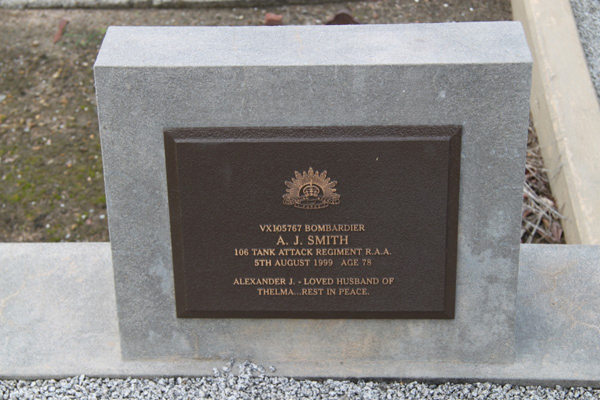 VX105767 BOMBARDIER
A. J. SMITH
106 TANK ATTACK REGIMENT R.A.A.
5TH AUGUST 1999 AGE 78
ALEXANDER J. - LOVED HUSBAND OF
THELMA...REST IN PEACE.